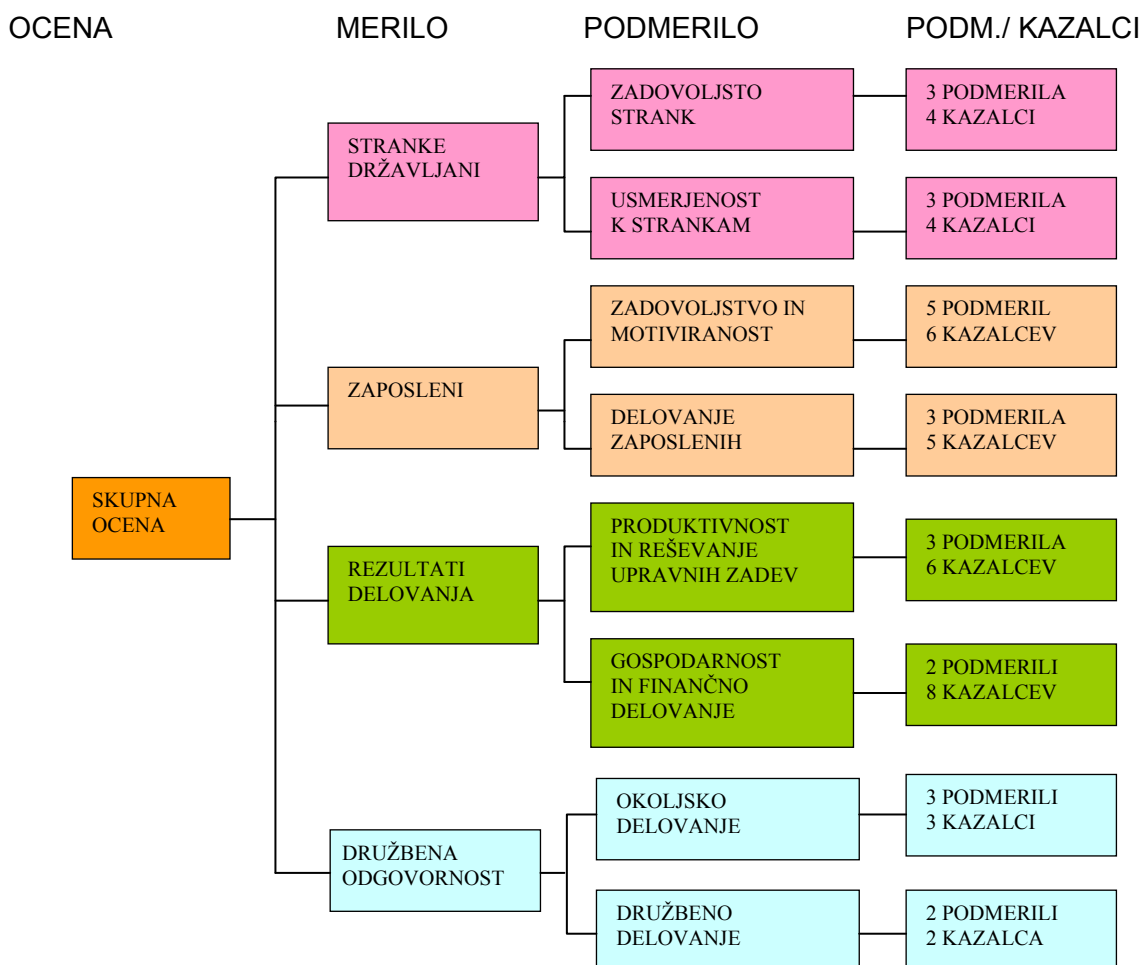 OCENA
MERILO
PODMERILO
PODM./ KAZALCI
SKUPNA
OCENA
STRANKE
DRŽAVLJANI
ZADOVOLJSTO
STRANK
3 PODMERILA
4 KAZALCI
USMERJENOST
K STRANKAM
3 PODMERILA
4 KAZALCI
ZAPOSLENI
ZADOVOLJSTVO IN
MOTIVIRANOST
5 PODMERIL
6 KAZALCEV
DELOVANJE
ZAPOSLENIH
3 PODMERILA
5 KAZALCEV
REZULTATI
DELOVANJA
PRODUKTIVNOST
IN REŠEVANJE
UPRAVNIH ZADEV
3 PODMERILA
6 KAZALCEV
GOSPODARNOST
IN FINANČNO
DELOVANJE
2 PODMERILI
8 KAZALCEV
DRUŽBENA
ODGOVORNOST
OKOLJSKO
DELOVANJE
3 PODMERILI
3 KAZALCI
DRUŽBENO
DELOVANJE
2 PODMERILI
2 KAZALCA